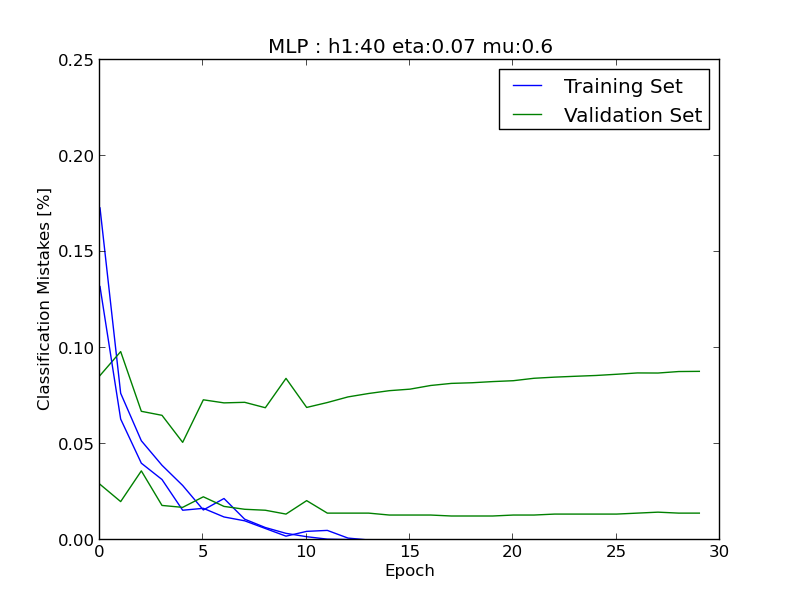 MLP : h1:40 eta:0.07 mu:0.6
Training Set
Validation Set
0.25
0.20
0.15
0.10
0.05
0.00
Classification Mistakes [%]
0 5 10 15 20 25 30
Epoch